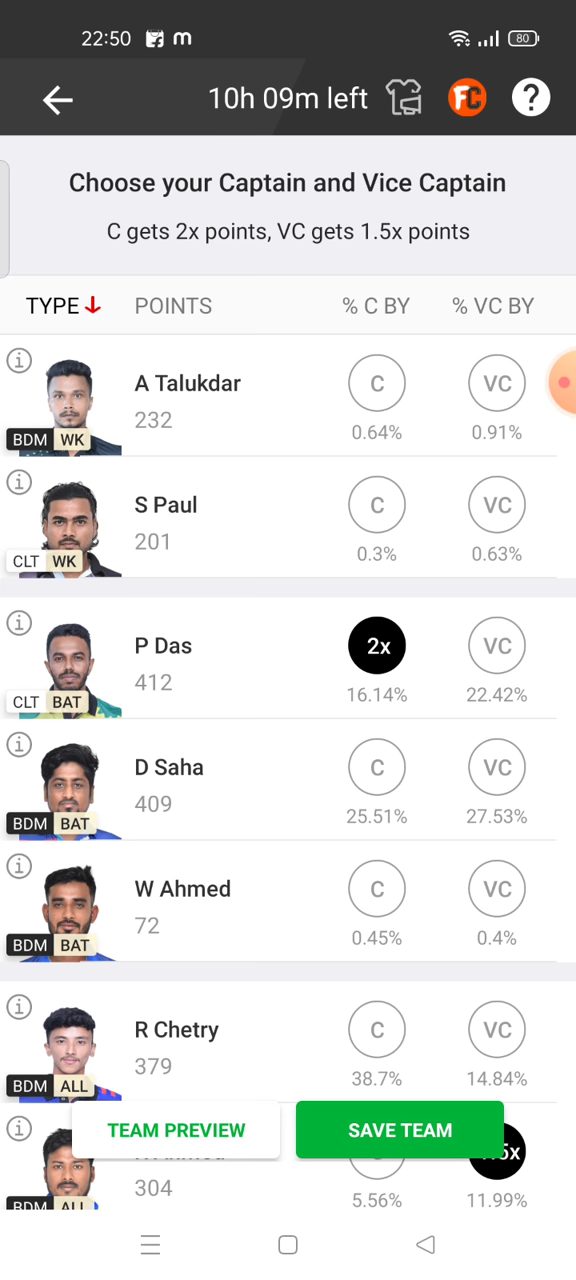 22:50 m 80
10h 09m left FC ?
Choose your Captain and Vice Captain
C gets 2x points, VC gets 1.5x points
TYPE POINTS % C BY % VC BY
A Talukdar C VC
232
BDM WK 0.64% 0.91%
S Paul C VC
201
CLT WK 0.3% 0.63%
P Das 2x VC
412
CLT BAT 16.14% 22.42%
D Saha C VC
409
BDM BAT 25.51% 27.53%
W Ahmed C VC
72
BDM BAT 0.45% 0.4%
R Chetry C VC
379
BDM ALL 38.7% 14.84%
TEAM PREVIEW SAVE TEAM
304
BDM ALL 5.56% 11.99%